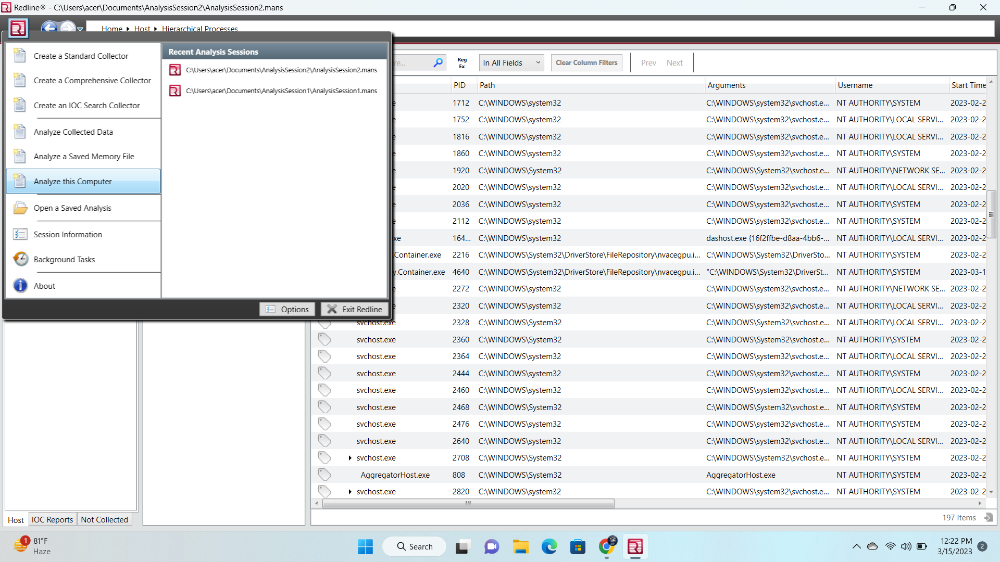 Redline® - C:\Users\acer\Documents\AnalysisSession2\AnalysisSession2.mans
Home Host Hierarchical Processes
Create a Standard Collector
Create a Comprehensive Collector
Create an IOC Search Collector
Analyze Collected Data
Analyze a Saved Memory File
Analyze this Computer
Open a Saved Analysis
Session Information
Background Tasks
About
Recent Analysis Sessions
C:\Users\acer\Documents\AnalysisSession2\AnalysisSession2.mans
C:\Users\acer\Documents\AnalysisSession1\AnalysisSession1.mans
Options Exit Redline
re... Reg Ex In All Fields Clear Column Filters Prev Next
PID Path Arguments Username Start Time
e 1712 C:\WINDOWS\system32 C:\WINDOWS\system32\svchost.e... NT AUTHORITY\SYSTEM 2023-02-2
e 1752 C:\WINDOWS\system32 C:\WINDOWS\system32\svchost.e... NT AUTHORITY\LOCAL SERVI... 2023-02-2
e 1816 C:\WINDOWS\system32 C:\WINDOWS\system32\svchost.e... NT AUTHORITY\LOCAL SERVI... 2023-02-2
e 1860 C:\WINDOWS\system32 C:\WINDOWS\system32\svchost.e... NT AUTHORITY\SYSTEM 2023-02-2
e 1920 C:\WINDOWS\System32 C:\WINDOWS\System32\svchost.e... NT AUTHORITY\NETWORK SE... 2023-02-2
e 2020 C:\WINDOWS\system32 C:\WINDOWS\system32\svchost.e... NT AUTHORITY\LOCAL SERVI... 2023-02-2
e 2036 C:\WINDOWS\system32 C:\WINDOWS\system32\svchost.e... NT AUTHORITY\SYSTEM 2023-02-2
e 2112 C:\WINDOWS\system32 C:\WINDOWS\system32\svchost.e... NT AUTHORITY\SYSTEM 2023-02-2
xe 164... C:\WINDOWS\system32 dashost.exe {16f2ffbe-d8aa-4bb6-... NT AUTHORITY\LOCAL SERVI... 2023-02-2
.Container.exe 2216 C:\WINDOWS\System32\DriverStore\FileRepository\nvacegpu.i... C:\WINDOWS\System32\DriverSto... NT AUTHORITY\SYSTEM 2023-02-2
y.Container.exe 4640 C:\WINDOWS\System32\DriverStore\FileRepository\nvacegpu.i... "C:\WINDOWS\System32\DriverSt... NT AUTHORITY\SYSTEM 2023-03-1
e 2272 C:\WINDOWS\system32 C:\WINDOWS\system32\svchost.e... NT AUTHORITY\NETWORK SE... 2023-02-2
e 2320 C:\WINDOWS\system32 C:\WINDOWS\system32\svchost.e... NT AUTHORITY\LOCAL SERVI... 2023-02-2
svchost.exe 2328 C:\WINDOWS\System32 C:\WINDOWS\System32\svchost.e... NT AUTHORITY\LOCAL SERVI... 2023-02-2
svchost.exe 2360 C:\WINDOWS\System32 C:\WINDOWS\System32\svchost.e... NT AUTHORITY\SYSTEM 2023-02-2
svchost.exe 2364 C:\WINDOWS\system32 C:\WINDOWS\system32\svchost.e... NT AUTHORITY\LOCAL SERVI... 2023-02-2
svchost.exe 2444 C:\WINDOWS\system32 C:\WINDOWS\system32\svchost.e... NT AUTHORITY\SYSTEM 2023-02-2
svchost.exe 2460 C:\WINDOWS\system32 C:\WINDOWS\system32\svchost.e... NT AUTHORITY\LOCAL SERVI... 2023-02-2
svchost.exe 2468 C:\WINDOWS\System32 C:\WINDOWS\System32\svchost.e... NT AUTHORITY\SYSTEM 2023-02-2
svchost.exe 2476 C:\WINDOWS\system32 C:\WINDOWS\system32\svchost.e... NT AUTHORITY\SYSTEM 2023-02-2
svchost.exe 2640 C:\WINDOWS\system32 C:\WINDOWS\system32\svchost.e... NT AUTHORITY\LOCAL SERVI... 2023-02-2
svchost.exe 2708 C:\WINDOWS\System32 C:\WINDOWS\System32\svchost.e... NT AUTHORITY\SYSTEM 2023-02-2
AggregatorHost.exe 808 C:\WINDOWS\System32 AggregatorHost.exe NT AUTHORITY\SYSTEM 2023-02-2
svchost.exe 2820 C:\WINDOWS\system32 C:\WINDOWS\system32\svchost.e... NT AUTHORITY\SYSTEM 2023-02-2
197 Items
Host IOC Reports Not Collected
1 81°F
Haze
Search
12:22 PM
3/15/2023
2